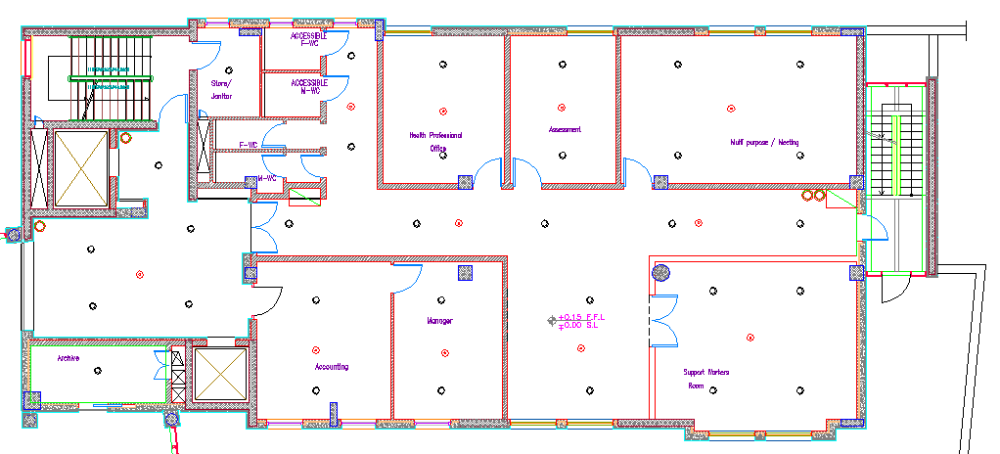 ACCESSIBLE
F-WC
Store/
Janitor
ACCESSIBLE
M-WC
Health Professional
Office
Assessment
Multi purpose / Meeting
F-WC
M-WC
+0.15 F.F.L
+0.00 S.L
Manager
Archive
Accounting
Support Workers
Room